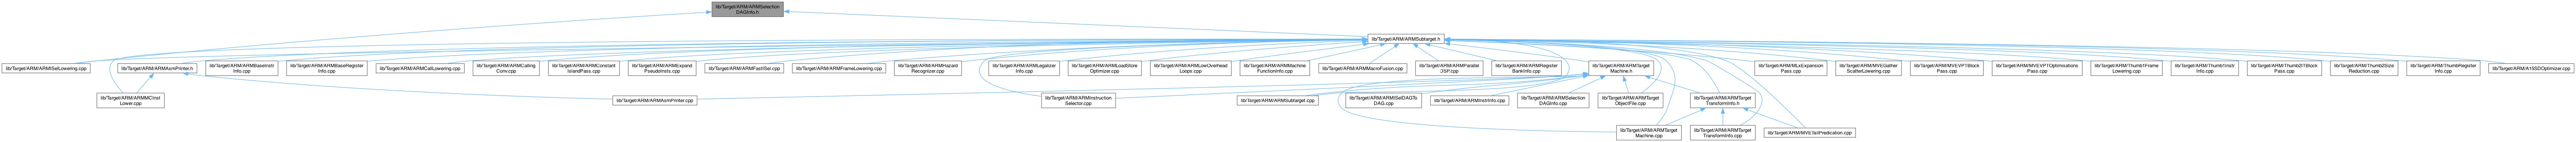 lib/Target/ARM/ARMSelection
DAGInfo.h
lib/Target/ARM/ARMSubtarget.h
lib/Target/ARM/ARMISelLowering.cpp
lib/Target/ARM/ARMAsmPrinter.h
lib/Target/ARM/ARMBaseInstr
Info.cpp
lib/Target/ARM/ARMBaseRegister
Info.cpp
lib/Target/ARM/ARMCallLowering.cpp
lib/Target/ARM/ARMCalling
Conv.cpp
lib/Target/ARM/ARMConstant
IslandPass.cpp
lib/Target/ARM/ARMExpand
PseudoInsts.cpp
lib/Target/ARM/ARMFastISel.cpp
lib/Target/ARM/ARMFrameLowering.cpp
lib/Target/ARM/ARMHazard
Recognizer.cpp
lib/Target/ARM/ARMLegalizer
Info.cpp
lib/Target/ARM/ARMLoadStore
Optimizer.cpp
lib/Target/ARM/ARMLowOverhead
Loops.cpp
lib/Target/ARM/ARMMachine
FunctionInfo.cpp
lib/Target/ARM/ARMMacroFusion.cpp
lib/Target/ARM/ARMParallel
DSP.cpp
lib/Target/ARM/ARMRegister
BankInfo.cpp
lib/Target/ARM/ARMTarget
Machine.h
lib/Target/ARM/MLxExpansion
Pass.cpp
lib/Target/ARM/MVEGather
ScatterLowering.cpp
lib/Target/ARM/MVEVPTBlock
Pass.cpp
lib/Target/ARM/MVEVPTOptimisations
Pass.cpp
lib/Target/ARM/Thumb1Frame
Lowering.cpp
lib/Target/ARM/Thumb1Instr
Info.cpp
lib/Target/ARM/Thumb2ITBlock
Pass.cpp
lib/Target/ARM/Thumb2Size
Reduction.cpp
lib/Target/ARM/ThumbRegister
Info.cpp
lib/Target/ARM/A15SDOptimizer.cpp
lib/Target/ARM/ARMMCInst
Lower.cpp
lib/Target/ARM/ARMAsmPrinter.cpp
lib/Target/ARM/ARMInstruction
Selector.cpp
lib/Target/ARM/ARMSubtarget.cpp
lib/Target/ARM/ARMISelDAGTo
DAG.cpp
lib/Target/ARM/ARMInstrInfo.cpp
lib/Target/ARM/ARMSelection
DAGInfo.cpp
lib/Target/ARM/ARMTarget
ObjectFile.cpp
lib/Target/ARM/ARMTarget
TransformInfo.h
lib/Target/ARM/ARMTarget
Machine.cpp
lib/Target/ARM/ARMTarget
TransformInfo.cpp
lib/Target/ARM/MVETailPredication.cpp